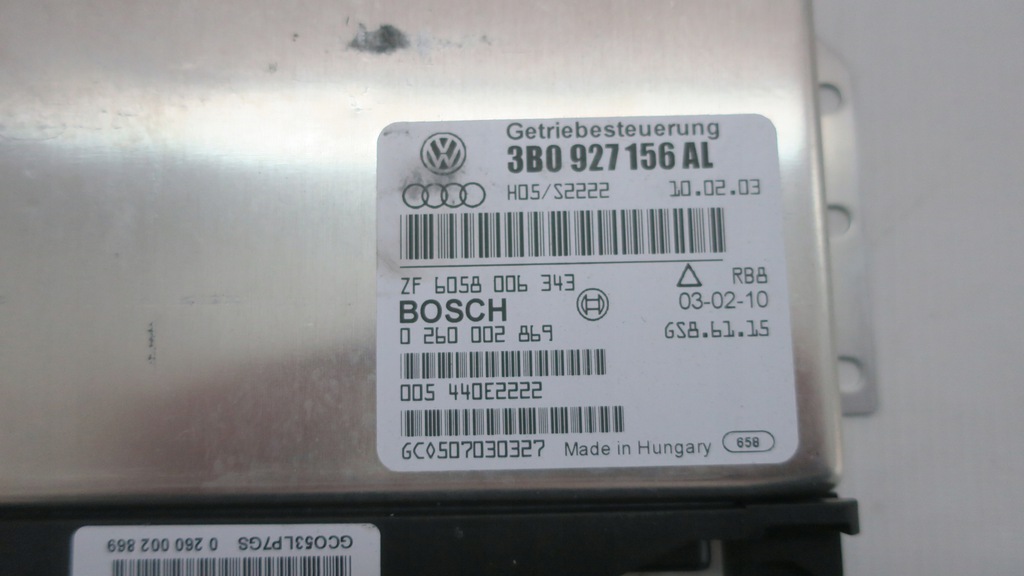 Getriebesteuerung
3B0 927 156 AL
H05/S2222 10.02.03
ZF 6058 006 343 RB8
BOSCH 03-02-10
0 260 002 869 GS8.61.15
005 440E2222
GC0507030327 Made in Hungary 658
GC053LP7GS 0 260 002 869